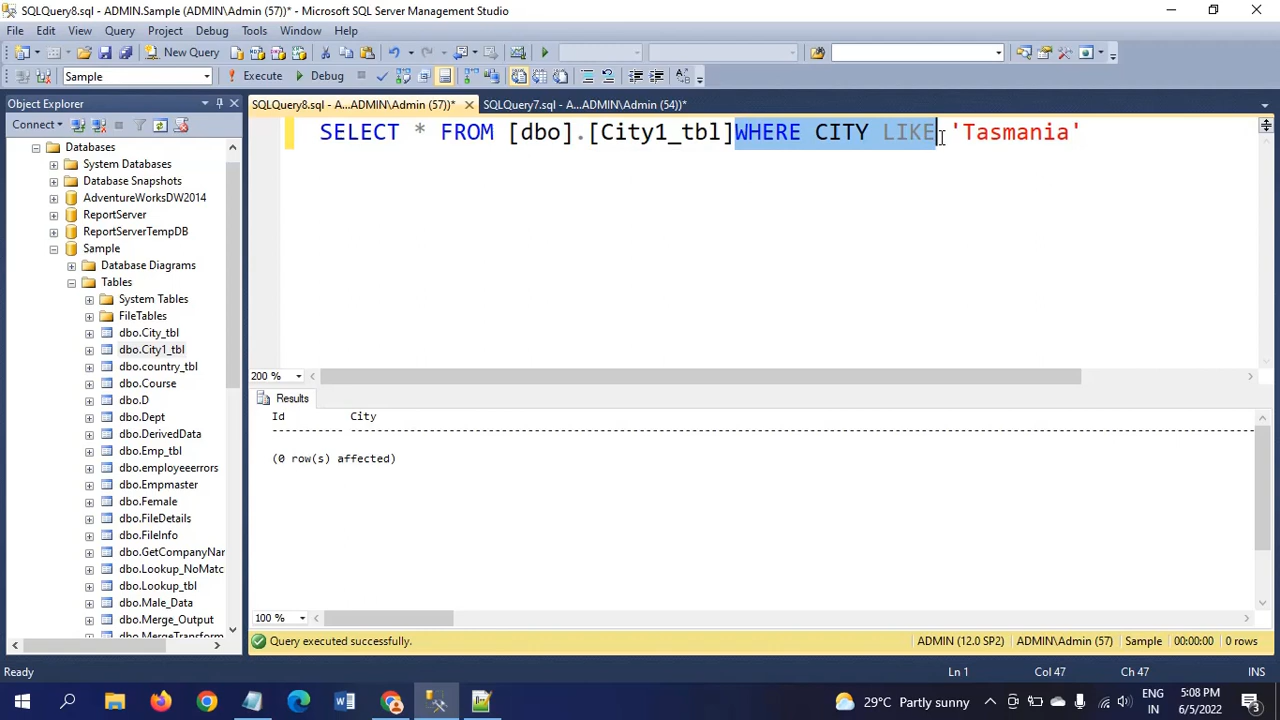 SQLQuery8.sql - ADMIN.Sample (ADMIN\Admin (57))* - Microsoft SQL Server Management Studio
File Edit View Query Project Debug Tools Window Help
New Query
Sample Execute Debug
Object Explorer
SQLQuery8.sql - A...ADMIN\Admin (57))* SQLQuery7.sql - A...ADMIN\Admin (54))*
Connect
SELECT * FROM [dbo].[City1_tbl]WHERE CITY LIKE 'Tasmania'
Databases
System Databases
Database Snapshots
AdventureWorksDW2014
ReportServer
ReportServerTempDB
Sample
Database Diagrams
Tables
System Tables
FileTables
dbo.City_tbl
dbo.City1_tbl
dbo.country_tbl
dbo.Course
dbo.D
dbo.Dept
dbo.DerivedData
dbo.Emp_tbl
dbo.employeeerrors
dbo.Empmaster
dbo.Female
dbo.FileDetails
dbo.FileInfo
dbo.GetCompanyNar
dbo.Lookup_NoMatc
dbo.Lookup_tbl
dbo.Male_Data
dbo.Merge_Output
dbo.MergeTransform
200 %
Results
Id City
---------- ----------------------------------------------------------------------------------------------------
(0 row(s) affected)
100 %
Query executed successfully. ADMIN (12.0 SP2) ADMIN\Admin (57) Sample 00:00:00 0 rows
Ready Ln 1 Col 47 Ch 47 INS
29°C Partly sunny ENG IN 5:08 PM 6/5/2022 3